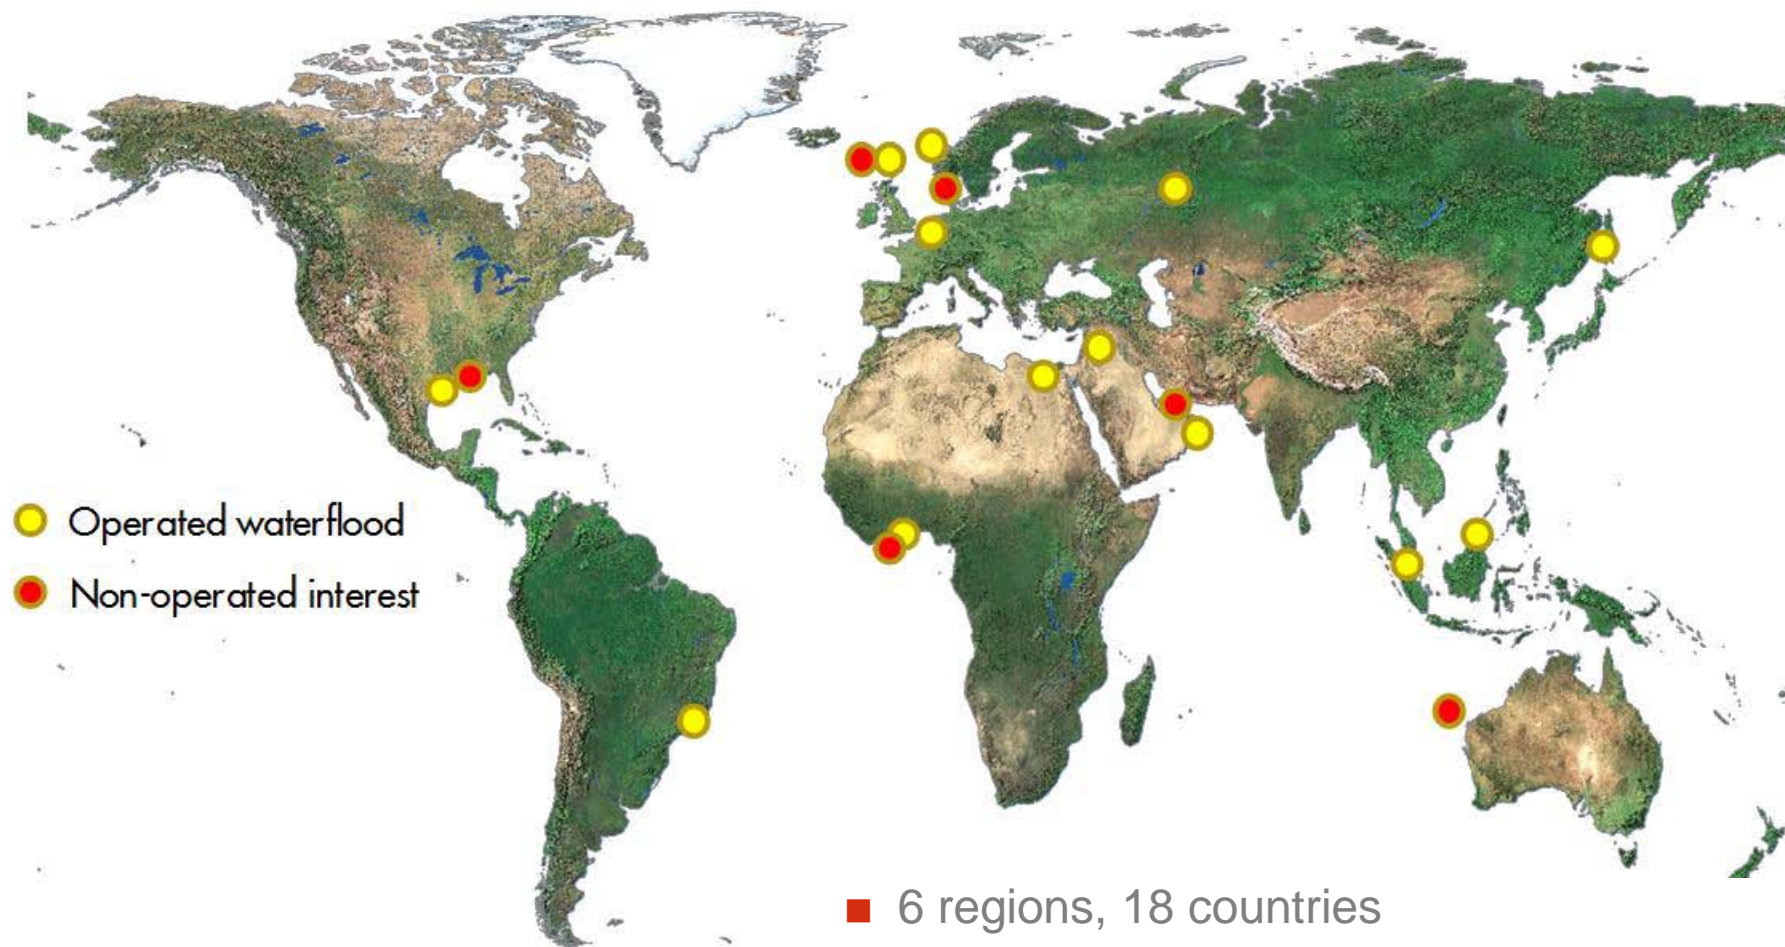 Operated waterflood
Non-operated interest
6 regions, 18 countries